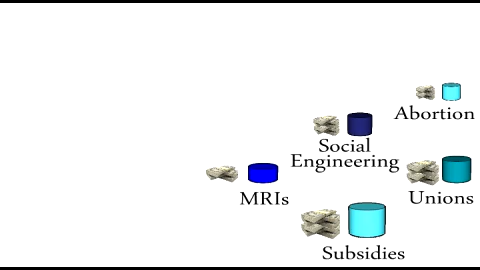 Abortion
Social
Engineering
MRIs
Unions
Subsidies